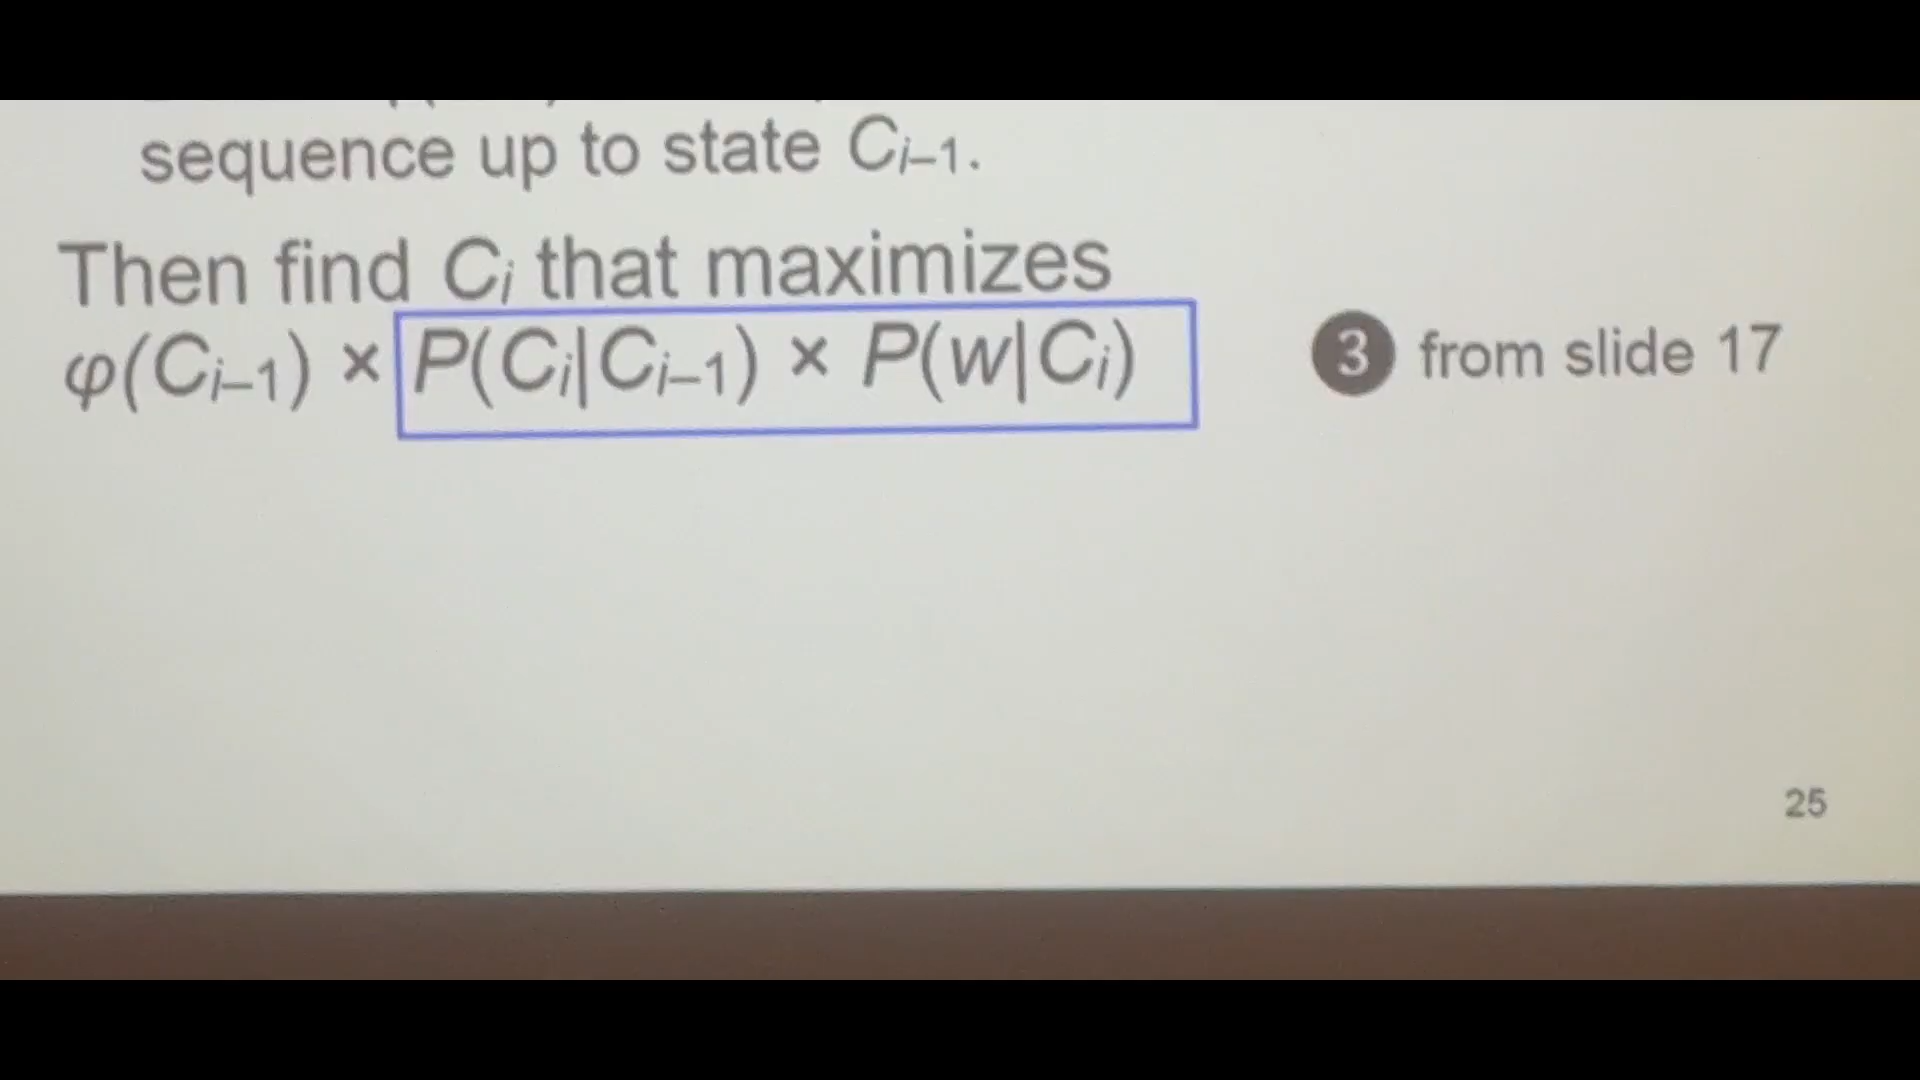 sequence up to state Ci–1.
Then find Ci that maximizes
φ(Ci–1) × P(Ci|Ci–1) × P(w|Ci)
3 from slide 17
25